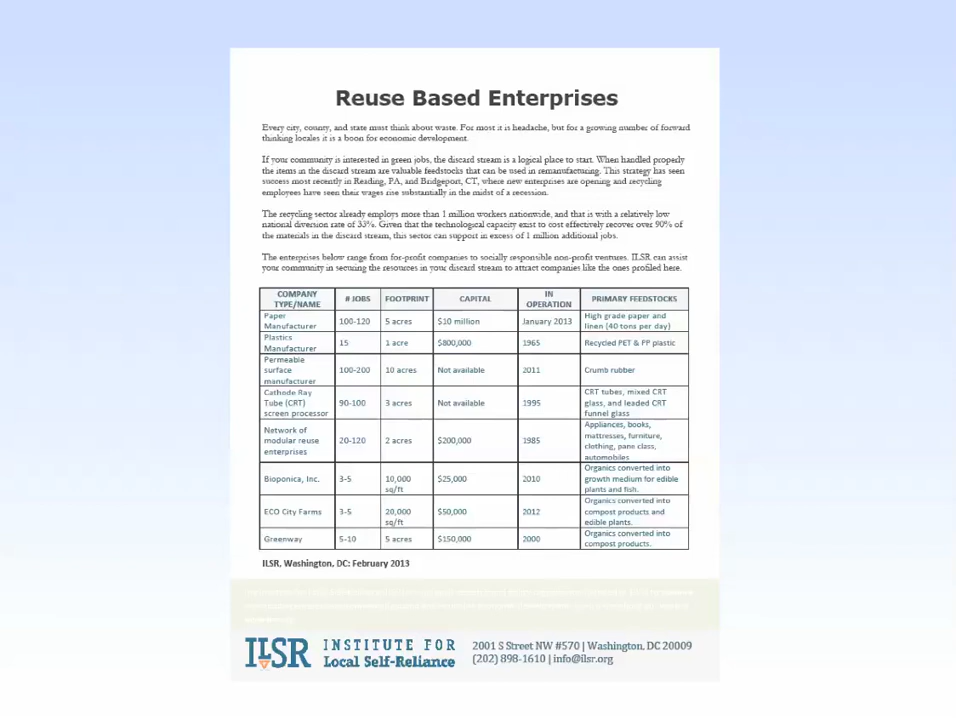 Reuse Based Enterprises
Every city, county, and state must think about waste. For most it is headache, but for a growing number of forward
thinking locales it is a boon for economic development.
If your community is interested in green jobs, the discard stream is a logical place to start. When handled properly
the items in the discard stream are valuable feedstocks that can be used in remanufacturing. This strategy has seen
success most recently in Reading, PA, and Bridgeport, CT, where new enterprises are opening and recycling
employees have seen their wages rise substantially in the midst of a recession.
The recycling sector already employs more than 1 million workers nationwide, and that is with a relatively low
national diversion rate of 33%. Given that the technological capacity exist to cost effectively recover over 90% of
the materials in the discard stream, this sector can support in excess of 1 million additional jobs.
The enterprises below range from for-profit companies to socially responsible non-profit ventures. ILSR can assist
your community in securing the resources in your discard stream to attract companies like the ones profiled here.
COMPANY TYPE/NAME # JOBS FOOTPRINT CAPITAL IN OPERATION PRIMARY FEEDSTOCKS
Paper Manufacturer 100-120 5 acres $10 million January 2013 High grade paper and linen (40 tons per day)
Plastics Manufacturer 15 1 acre $800,000 1965 Recycled PET & PP plastic
Permeable surface manufacturer 100-200 10 acres Not available 2011 Crumb rubber
Cathode Ray Tube (CRT) screen processor 90-100 3 acres Not available 1995 CRT tubes, mixed CRT glass, and leaded CRT funnel glass
Network of modular reuse enterprises 20-120 2 acres $200,000 1985 Appliances, books, mattresses, furniture, clothing, pane class, automobiles
Bioponica, Inc. 3-5 10,000 sq/ft $25,000 2010 Organics converted into growth medium for edible plants and fish.
ECO City Farms 3-5 20,000 sq/ft $50,000 2012 Organics converted into compost products and edible plants.
Greenway 5-10 5 acres $150,000 2000 Organics converted into compost products.
ILSR, Washington, DC: February 2013
ILSR INSTITUTE FOR
Local Self-Reliance
2001 S Street NW #570 | Washington, DC 20009
(202) 898-1610 | info@ilsr.org